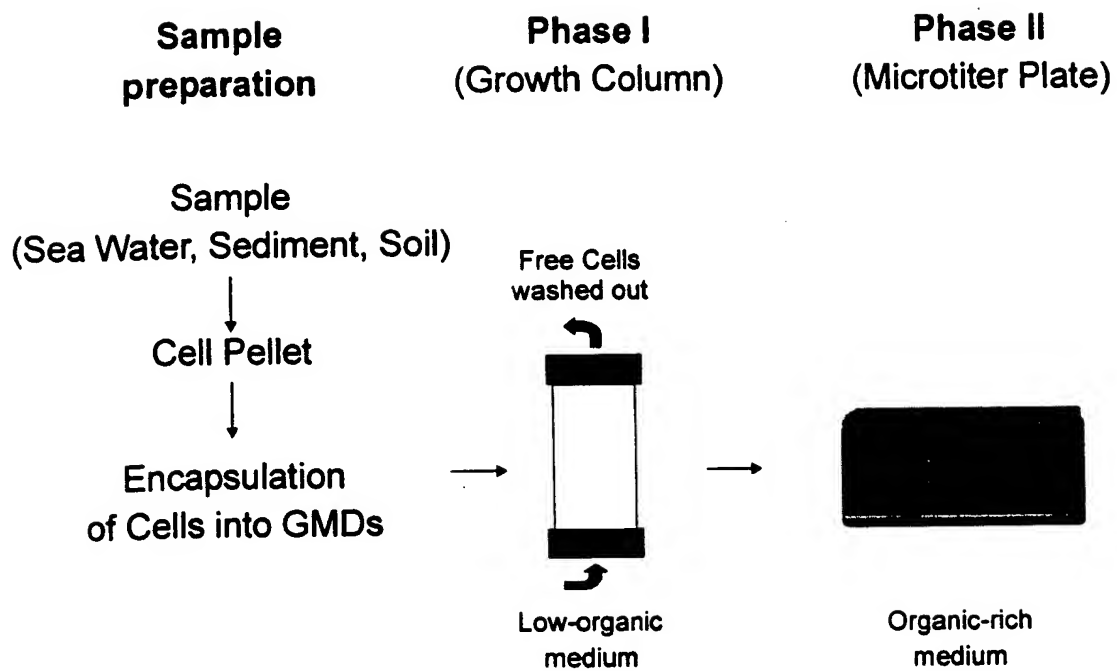 Sample
preparation
Phase I
(Growth Column)
Phase II
(Microtiter Plate)
Sample
(Sea Water, Sediment, Soil)
Cell Pellet
Encapsulation
of Cells into GMDs
Free Cells
washed out
Low-organic
medium
Organic-rich
medium